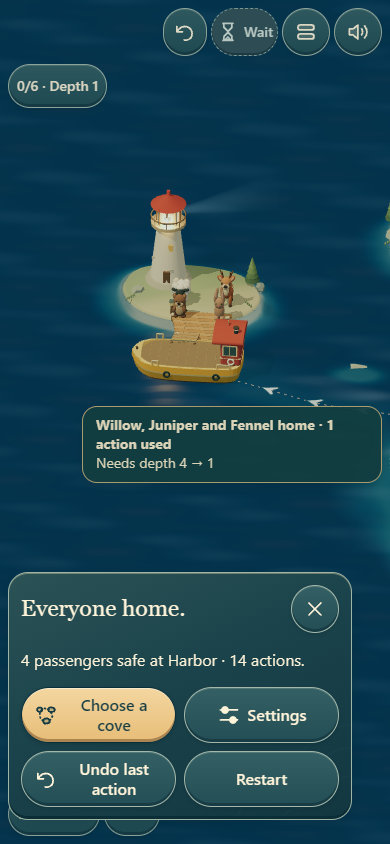 Wait
0/6 · Depth 1
Willow, Juniper and Fennel home · 1
action used
Needs depth 4 → 1
Everyone home.
4 passengers safe at Harbor · 14 actions.
Choose a
cove
Settings
Undo last
action
Restart